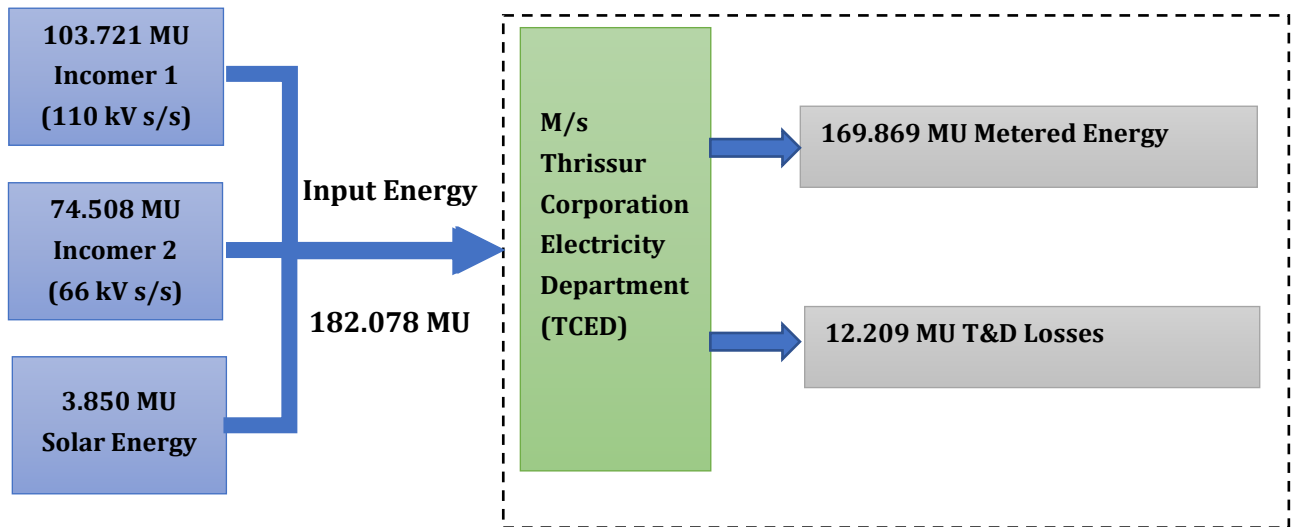 103.721 MU
Incomer 1
(110 kV s/s)
74.508 MU
Incomer 2
(66 kV s/s)
3.850 MU
Solar Energy
Input Energy
182.078 MU
M/s
Thrissur
Corporation
Electricity
Department
(TCED)
169.869 MU Metered Energy
12.209 MU T&D Losses